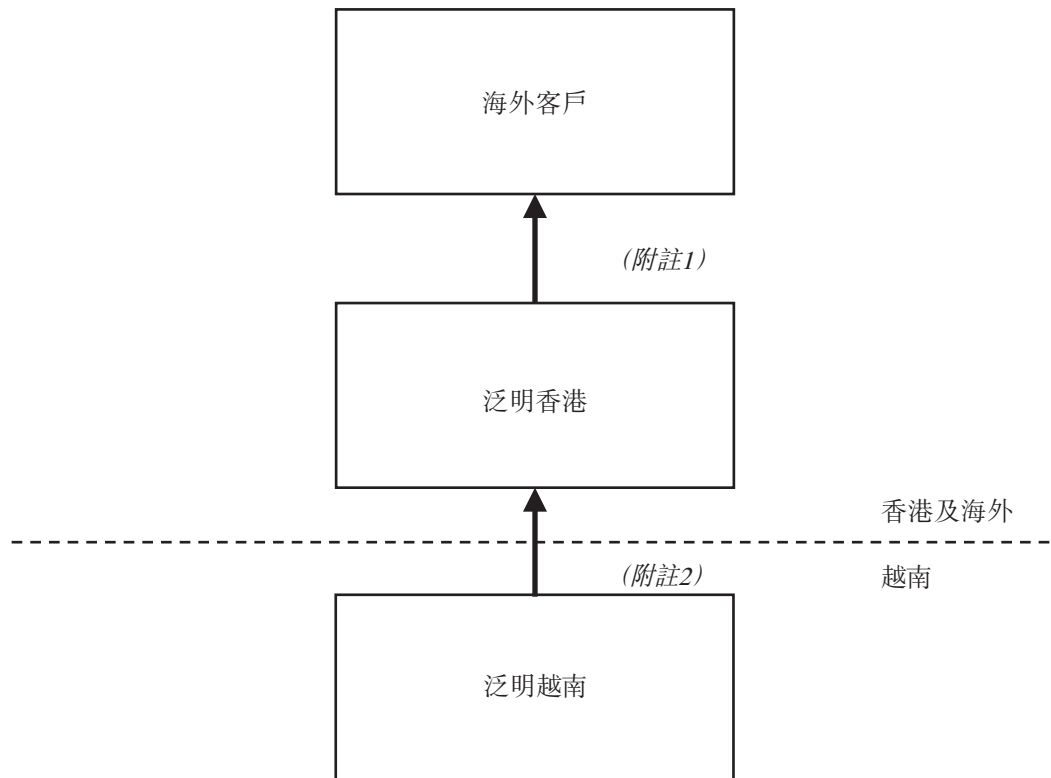 海外客戶
（附註1）
泛明香港
香港及海外
（附註2）
越南
泛明越南